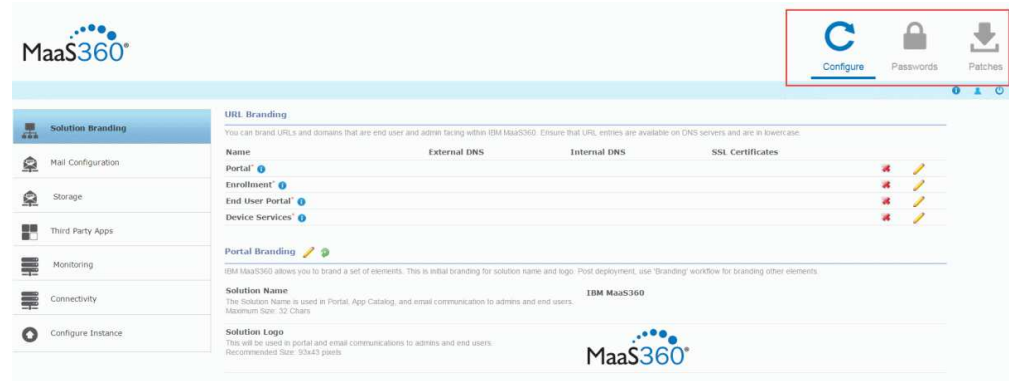 MaaS360®
Configure
Passwords
Patches
Solution Branding
Mail Configuration
Storage
Third Party Apps
Monitoring
Connectivity
Configure Instance
URL Branding
You can brand URLs and domains that are end user and admin facing within IBM MaaS360. Ensure that URL entries are available on DNS servers and are in lowercase.
Name External DNS Internal DNS SSL Certificates
Portal*
Enrollment*
End User Portal*
Device Services*
Portal Branding
IBM MaaS360 allows you to brand a set of elements. This is initial branding for solution name and logo. Post deployment, use 'Branding' workflow for branding other elements
Solution Name IBM MaaS360
The Solution Name is used in Portal, App Catalog, and email communication to admins and end users.
Maximum Size: 32 Chars
Solution Logo
This will be used in portal and email communications to admins and end users.
Recommended Size: 93x43 pixels
MaaS360®